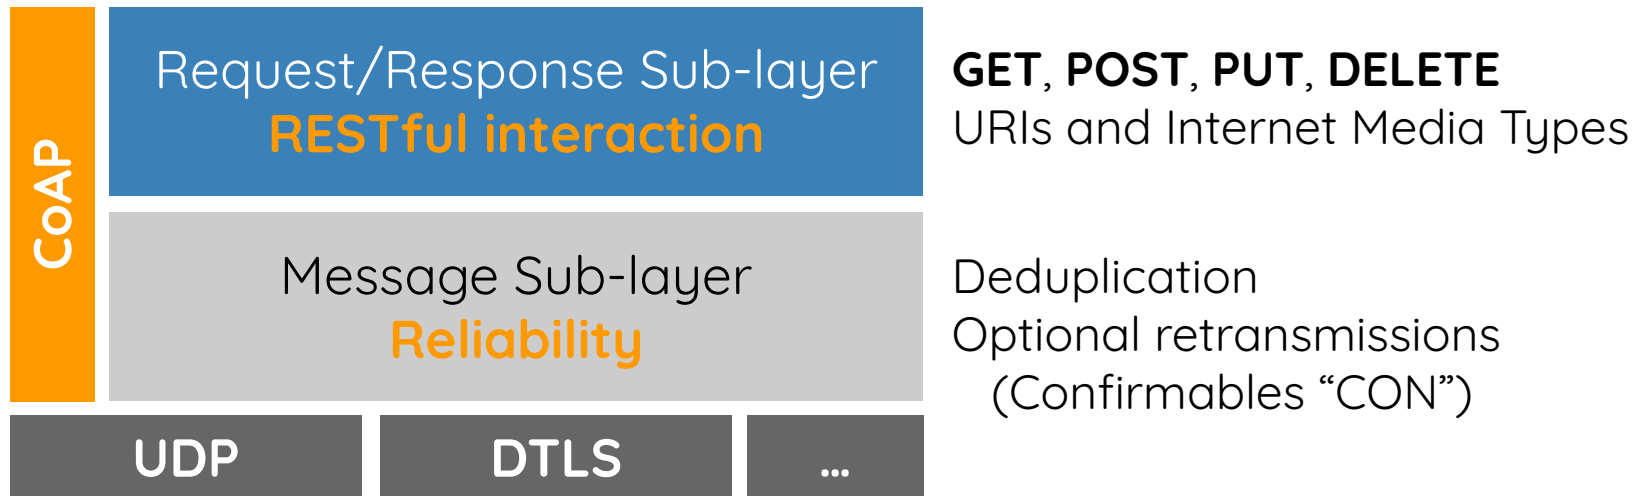 CoAP
Request/Response Sub-layer
RESTful interaction
GET, POST, PUT, DELETE
URIs and Internet Media Types
Message Sub-layer
Reliability
Deduplication
Optional retransmissions
(Confirmables “CON”)
UDP
DTLS
...